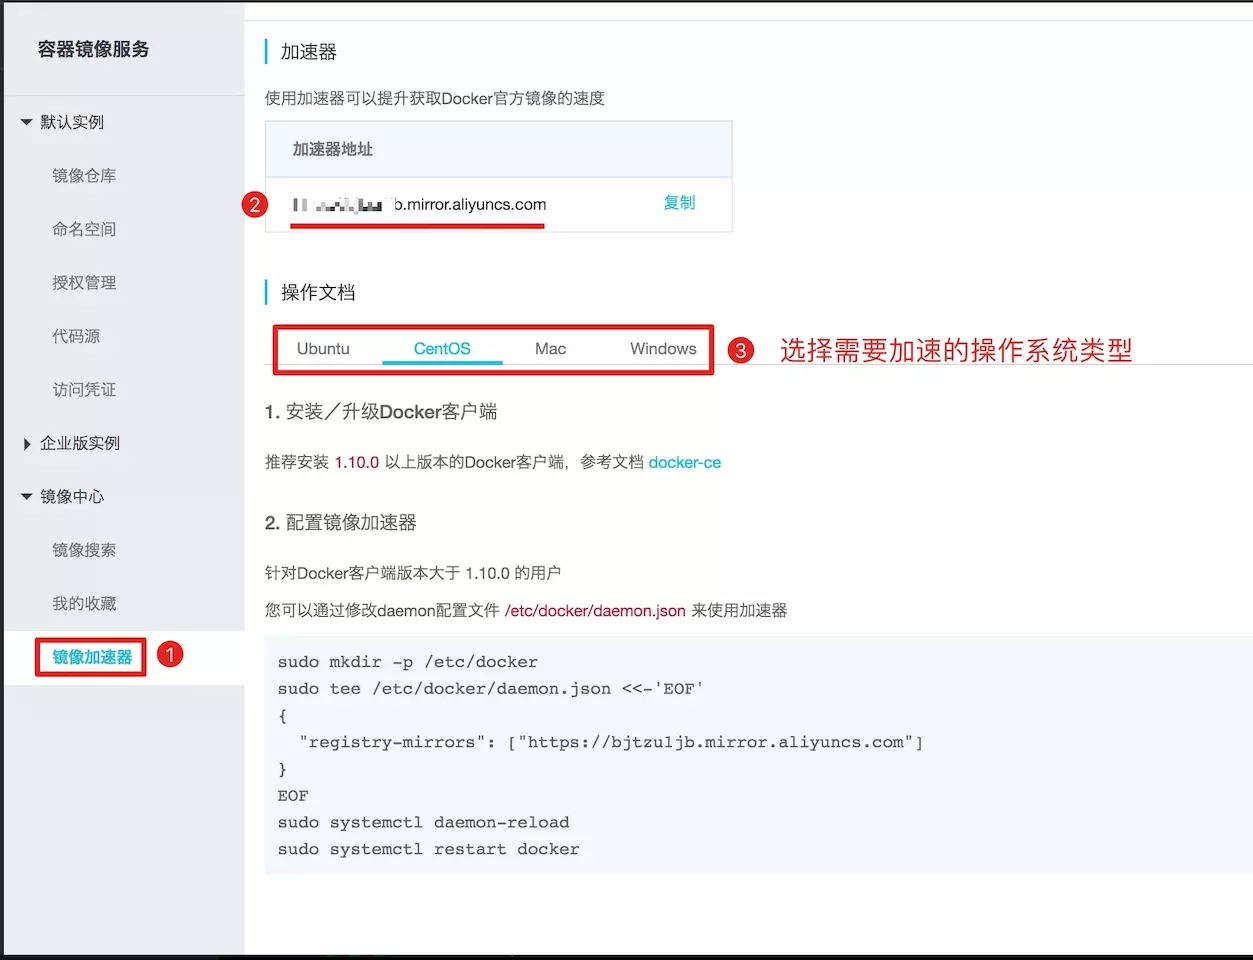 容器镜像服务
默认实例
镜像仓库
命名空间
授权管理
代码源
访问凭证
企业版实例
镜像中心
镜像搜索
我的收藏
镜像加速器 1
加速器
使用加速器可以提升获取Docker官方镜像的速度
加速器地址
2 b.mirror.aliyuncs.com 复制
操作文档
Ubuntu CentOS Mac Windows 3 选择需要加速的操作系统类型
1. 安装／升级Docker客户端
推荐安装 1.10.0 以上版本的Docker客户端，参考文档 docker-ce
2. 配置镜像加速器
针对Docker客户端版本大于 1.10.0 的用户
您可以通过修改daemon配置文件 /etc/docker/daemon.json 来使用加速器
sudo mkdir -p /etc/docker
sudo tee /etc/docker/daemon.json <<-'EOF'
{
"registry-mirrors": ["https://bjtzu1jb.mirror.aliyuncs.com"]
}
EOF
sudo systemctl daemon-reload
sudo systemctl restart docker